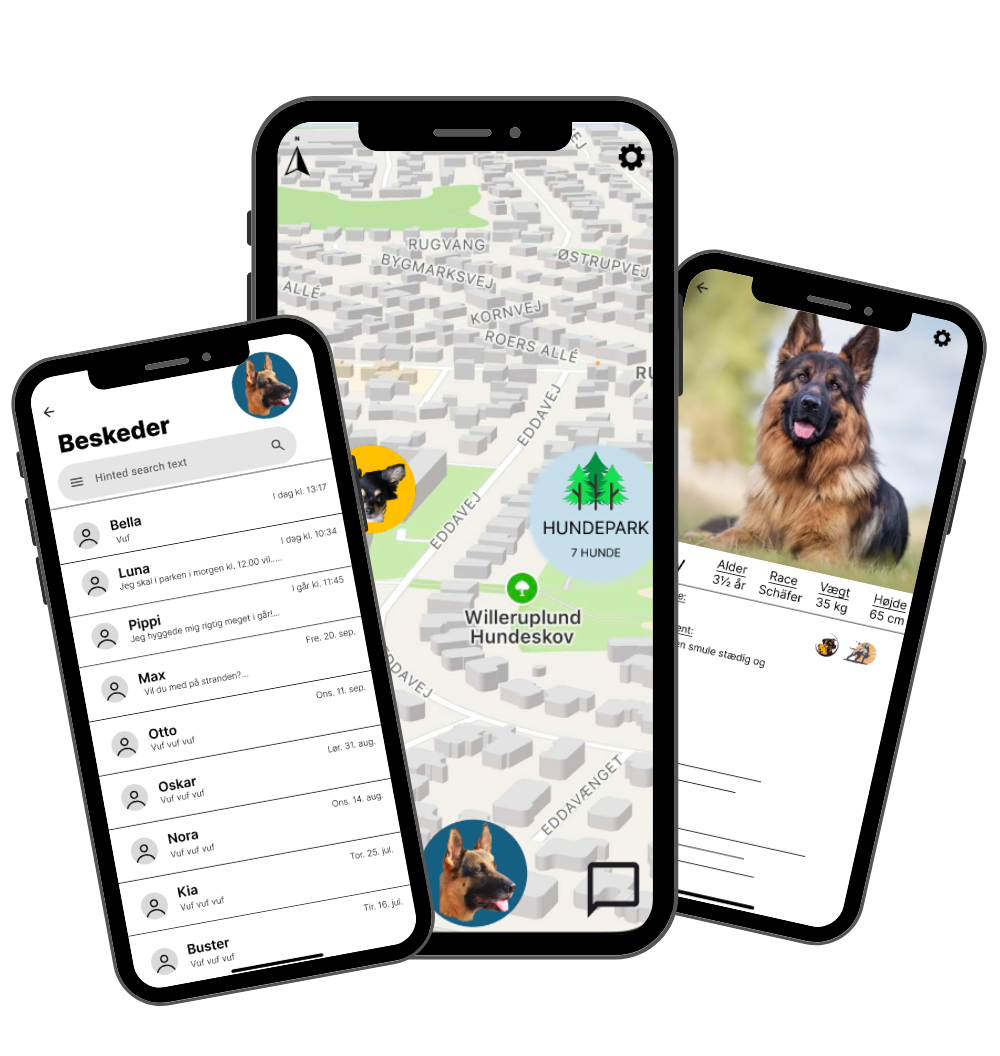 Beskeder
Hinted search text
I dag kl. 13:17
Bella
Vuf
I dag kl. 10:34
Luna
Jeg skal i parken i morgen kl. 12.00 vil.....
I går kl. 11:45
Pippi
Jeg hyggede mig rigtig meget i går!...
Fre. 20. sep.
Max
Vil du med på stranden?...
Ons. 11. sep.
Otto
Vuf vuf vuf
Lør. 31. aug.
Oskar
Vuf vuf vuf
Ons. 14. aug.
Nora
Vuf vuf vuf
Tor. 25. jul.
Kia
Vuf vuf vuf
Tir. 16. jul.
Buster
Vuf vuf vuf
N
EJ
RUGVANG
ØSTRUPVEJ
BYGMARKSVEJ
ALLÉ
KORNVEJ
ROERS ALLÉ
RU
EDDAVEJ
EDDAVEJ
HUNDEPARK
7 HUNDE
Willeruplund
Hundeskov
DDAVEJ
EDDAVÆNGET
Alder
3½ år
Race
Schäfer
Vægt
35 kg
Højde
65 cm
e:
ent:
en smule stædig og